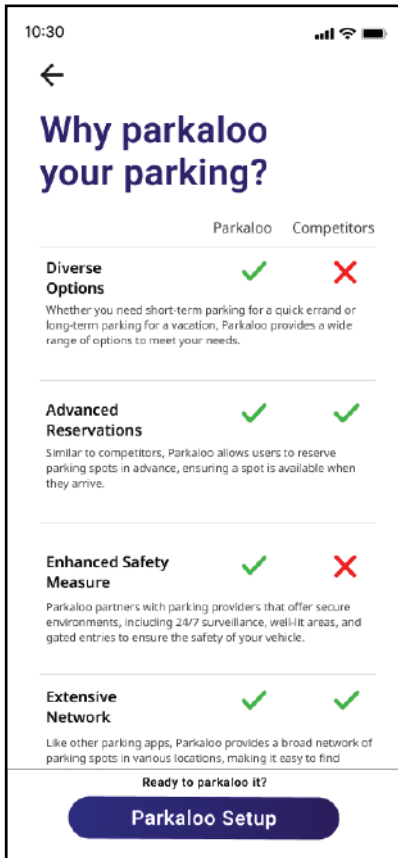 10:30
Why parkaloo
your parking?
Parkaloo Competitors
Diverse
Options
Whether you need short-term parking for a quick errand or
long-term parking for a vacation, Parkaloo provides a wide
range of options to meet your needs.
Advanced
Reservations
Similar to competitors, Parkaloo allows users to reserve
parking spots in advance, ensuring a spot is available when
they arrive.
Enhanced Safety
Measure
Parkaloo partners with parking providers that offer secure
environments, including 24/7 surveillance, well-lit areas, and
gated entries to ensure the safety of your vehicle.
Extensive
Network
Like other parking apps, Parkaloo provides a broad network of
parking spots in various locations, making it easy to find
Ready to parkaloo it?
Parkaloo Setup